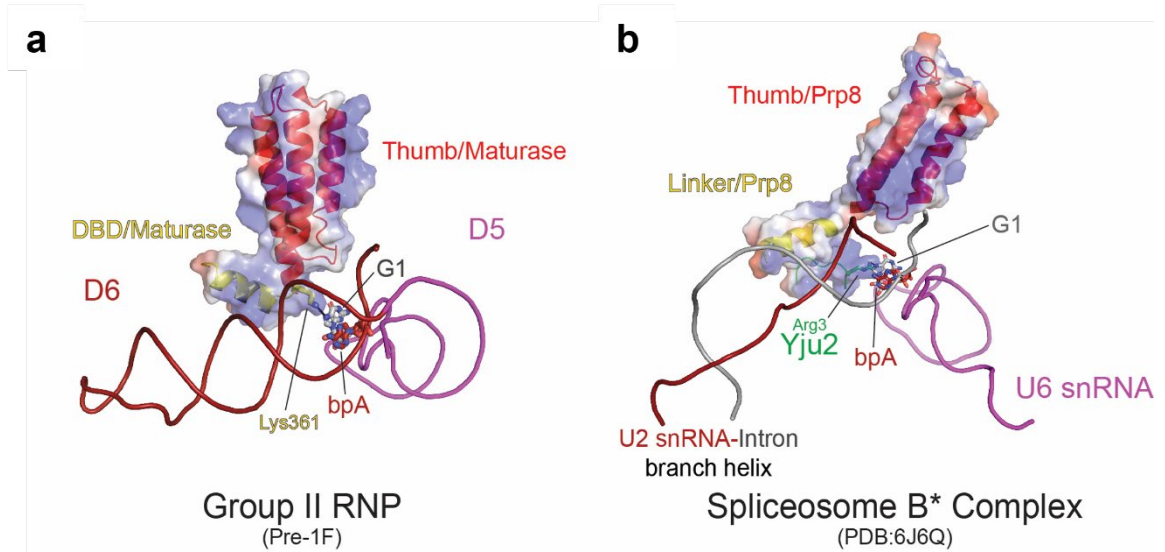 a
Thumb/Maturase
DBD/Maturase
D5
D6
G1
bpA
Lys361
Group II RNP
(Pre-1F)
b
Thumb/Prp8
Linker/Prp8
G1
Arg3
Yju2
bpA
U6 snRNA
U2 snRNA-Intron
branch helix
Spliceosome B* Complex
(PDB:6J6Q)